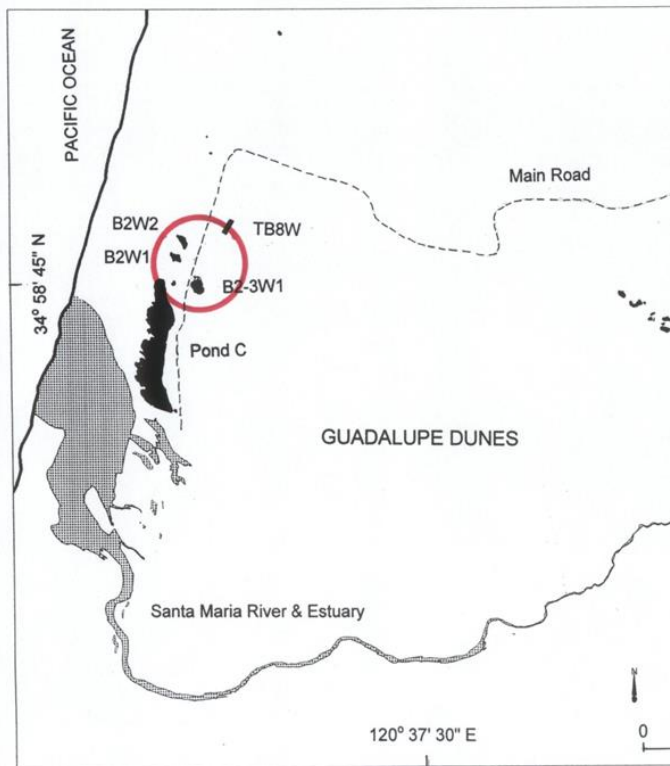 PACIFIC OCEAN
Main Road
B2W2
TB8W
B2W1
B2-3W1
34° 58' 45" N
Pond C
GUADALUPE DUNES
Santa Maria River & Estuary
N
120° 37' 30" E
0